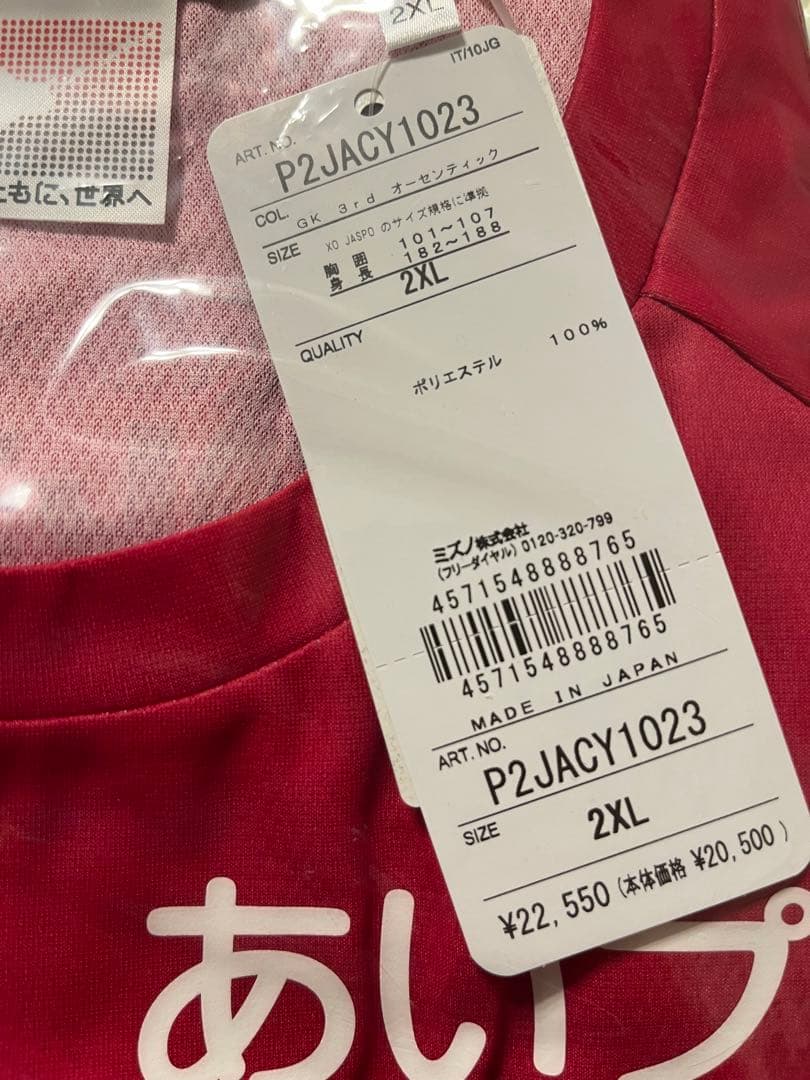 2XL
ともに、世界へ
IT/10JG
ART. NO.
P2JACY1023
COL. GK 3rd オーセンティック
SIZE XO JASPO のサイズ規格に準拠
胸囲 101~107
身長 182~188
2XL
QUALITY
ポリエステル 100%
ミズノ株式会社
(フリーダイヤル) 0120-320-799
4571548888765
4571548888765
MADE IN JAPAN
ART. NO.
P2JACY1023
SIZE 2XL
¥22,550 (本体価格 ¥20,500)
あいプ